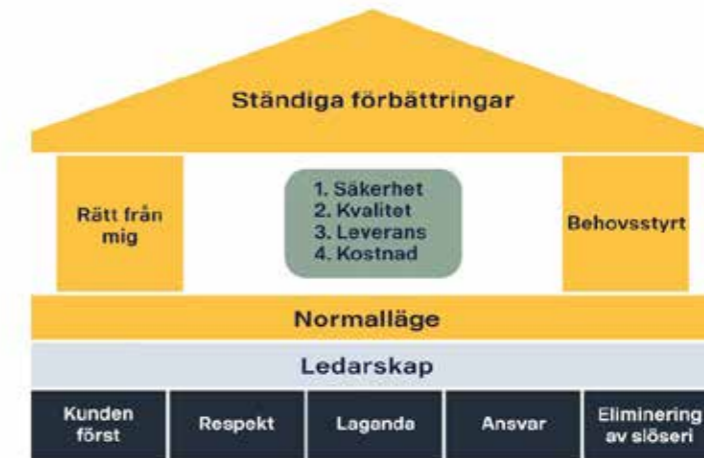 Ständiga förbättringar
Rätt från
mig
1. Säkerhet
2. Kvalitet
3. Leverans
4. Kostnad
Behovsstyrt
Normalläge
Ledarskap
Kunden
först
Respekt
Laganda
Ansvar
Eliminering
av slöseri